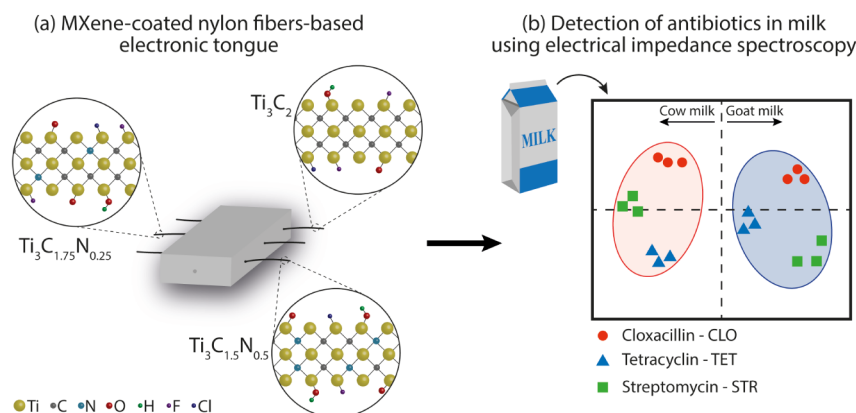 (a) MXene-coated nylon fibers-based
electronic tongue
Ti₃C₂
Ti₃C₁.₇₅N₀.₂₅
Ti₃C₁.₅N₀.₅
Ti C N O H F Cl
(b) Detection of antibiotics in milk
using electrical impedance spectroscopy
MILK
Cow milk Goat milk
Cloxacillin - CLO
Tetracyclin - TET
Streptomycin - STR